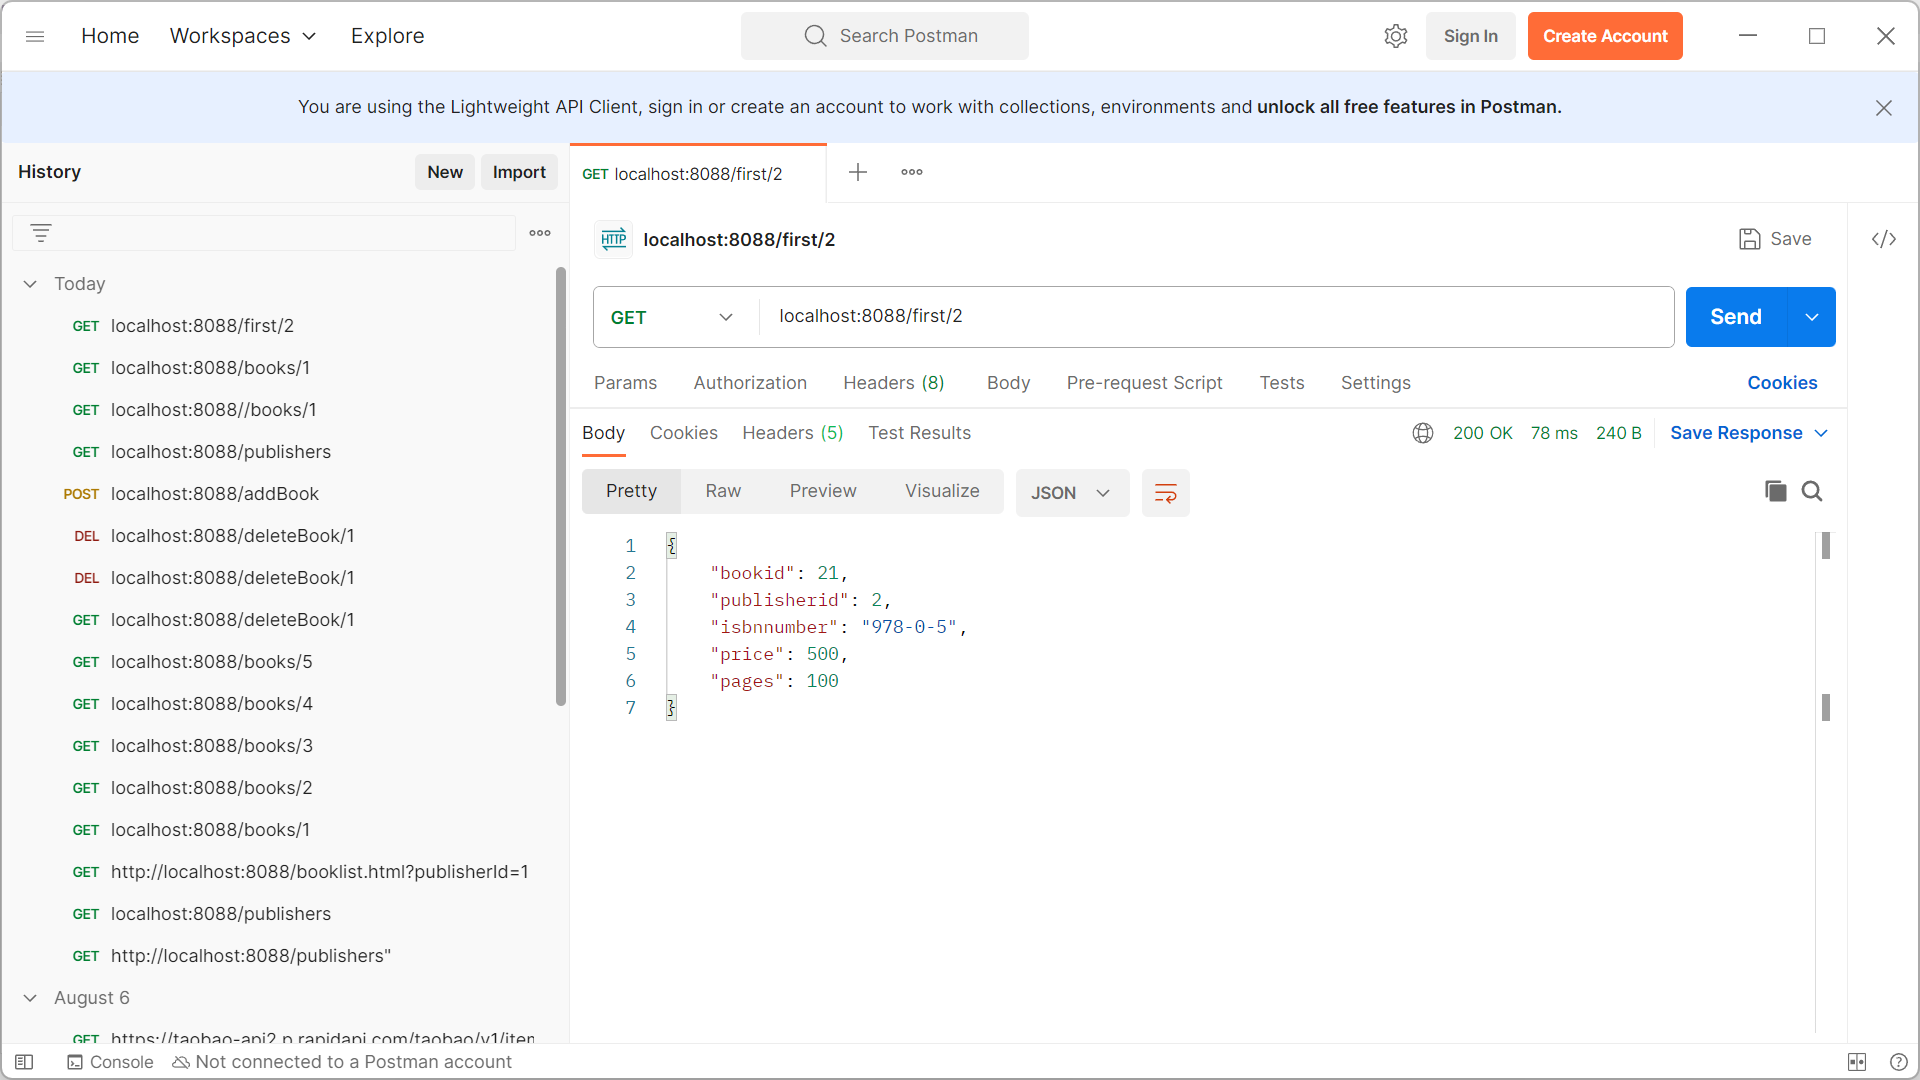 Home Workspaces Explore Search Postman Sign In Create Account
You are using the Lightweight API Client, sign in or create an account to work with collections, environments and unlock all free features in Postman.
History New Import
GET localhost:8088/first/2
HTTP localhost:8088/first/2 Save
Today
GET localhost:8088/first/2
GET localhost:8088/books/1
GET localhost:8088//books/1
GET localhost:8088/publishers
POST localhost:8088/addBook
DEL localhost:8088/deleteBook/1
DEL localhost:8088/deleteBook/1
GET localhost:8088/deleteBook/1
GET localhost:8088/books/5
GET localhost:8088/books/4
GET localhost:8088/books/3
GET localhost:8088/books/2
GET localhost:8088/books/1
GET http://localhost:8088/booklist.html?publisherId=1
GET localhost:8088/publishers
GET http://localhost:8088/publishers"
August 6
GET https://taobao-api2.p.rapidapi.com/taobao/v1/iten
GET localhost:8088/first/2 Send
Params Authorization Headers (8) Body Pre-request Script Tests Settings Cookies
Body Cookies Headers (5) Test Results 200 OK 78 ms 240 B Save Response
Pretty Raw Preview Visualize JSON
1 {
2 "bookid": 21,
3 "publisherid": 2,
4 "isbnnumber": "978-0-5",
5 "price": 500,
6 "pages": 100
7 }
Console Not connected to a Postman account